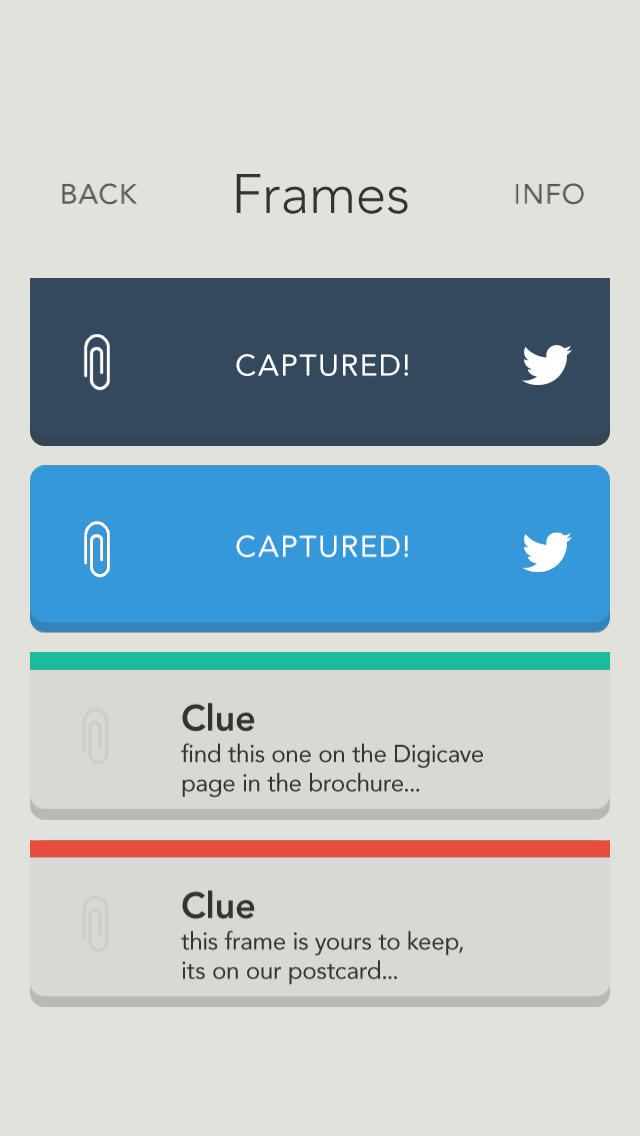 BACK Frames INFO
CAPTURED!
CAPTURED!
Clue
find this one on the Digicave
page in the brochure...
Clue
this frame is yours to keep,
its on our postcard...